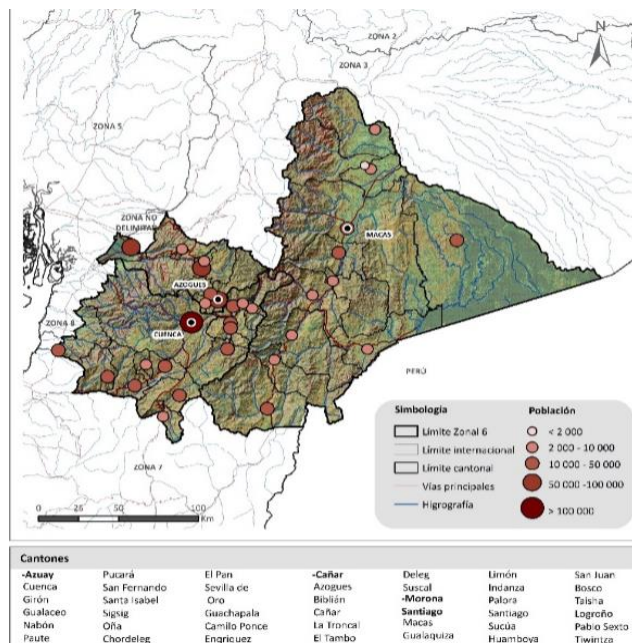 ZONA 2
N
ZONA 3
ZONA 5
ZONA NO
DELIMITADA
MACAS
AZOGUES
CUENCA
ZONA 8
PERÚ
ZONA 7
Simbología
Población
Límite Zonal 6
Límite internacional
Límite cantonal
Vías principales
Higrografía
< 2 000
2 000 - 10 000
10 000 - 50 000
50 000 -100 000
> 100 000
0 25 50 100
Km
Cantones
-Azuay Pucará El Pan -Cañar Deleg Limón San Juan
Cuenca San Fernando Sevilla de Azogues Suscal Indanza Bosco
Girón Santa Isabel Oro Biblián -Morona Palora Taisha
Gualaceo Sigsig Guachapala Cañar Santiago Santiago Logroño
Nabón Oña Camilo Ponce La Troncal Macas Sucúa Pablo Sexto
Paute Chordeleg Enriquez El Tambo Gualaquiza Huamboya Tiwintza